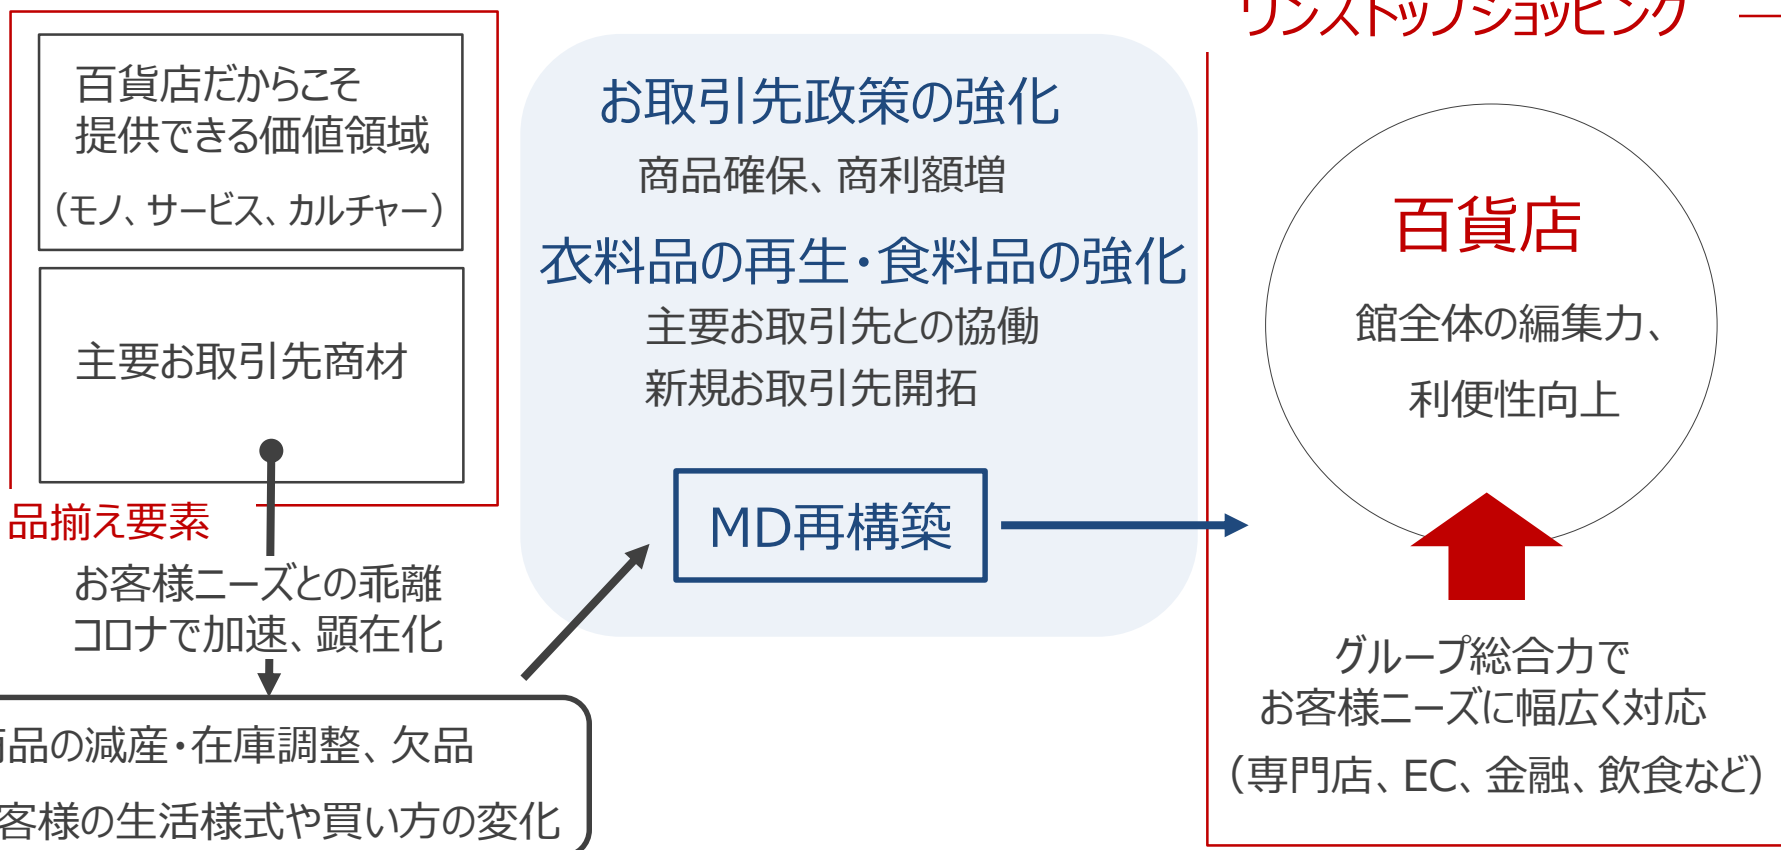 百貨店だからこそ
提供できる価値領域
（モノ、サービス、カルチャー）
主要お取引先商材
品揃え要素
お客様ニーズとの乖離
コロナで加速、顕在化
品の減産・在庫調整、欠品
客様の生活様式や買い方の変化
お取引先政策の強化
商品確保、商利額増
衣料品の再生・食料品の強化
主要お取引先との協働
新規お取引先開拓
MD再構築
ワンストップショッピング
百貨店
館全体の編集力、
利便性向上
グループ総合力で
お客様ニーズに幅広く対応
（専門店、EC、金融、飲食など）